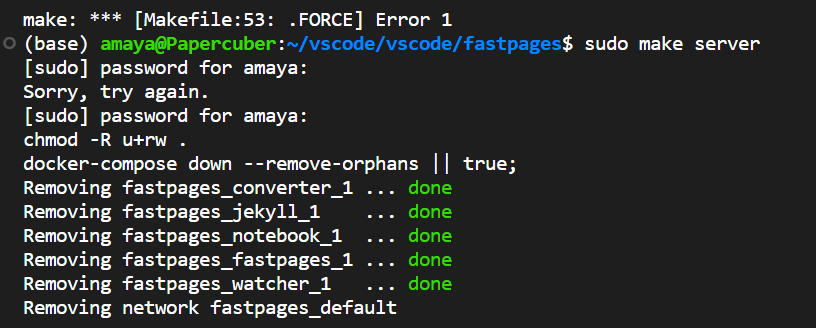 make: *** [Makefile:53: .FORCE] Error 1
(base) amaya@Papercuber:~/vscode/vscode/fastpages$ sudo make server
[sudo] password for amaya:
Sorry, try again.
[sudo] password for amaya:
chmod -R u+rw .
docker-compose down --remove-orphans || true;
Removing fastpages_converter_1 ... done
Removing fastpages_jekyll_1    ... done
Removing fastpages_notebook_1  ... done
Removing fastpages_fastpages_1 ... done
Removing fastpages_watcher_1   ... done
Removing network fastpages_default